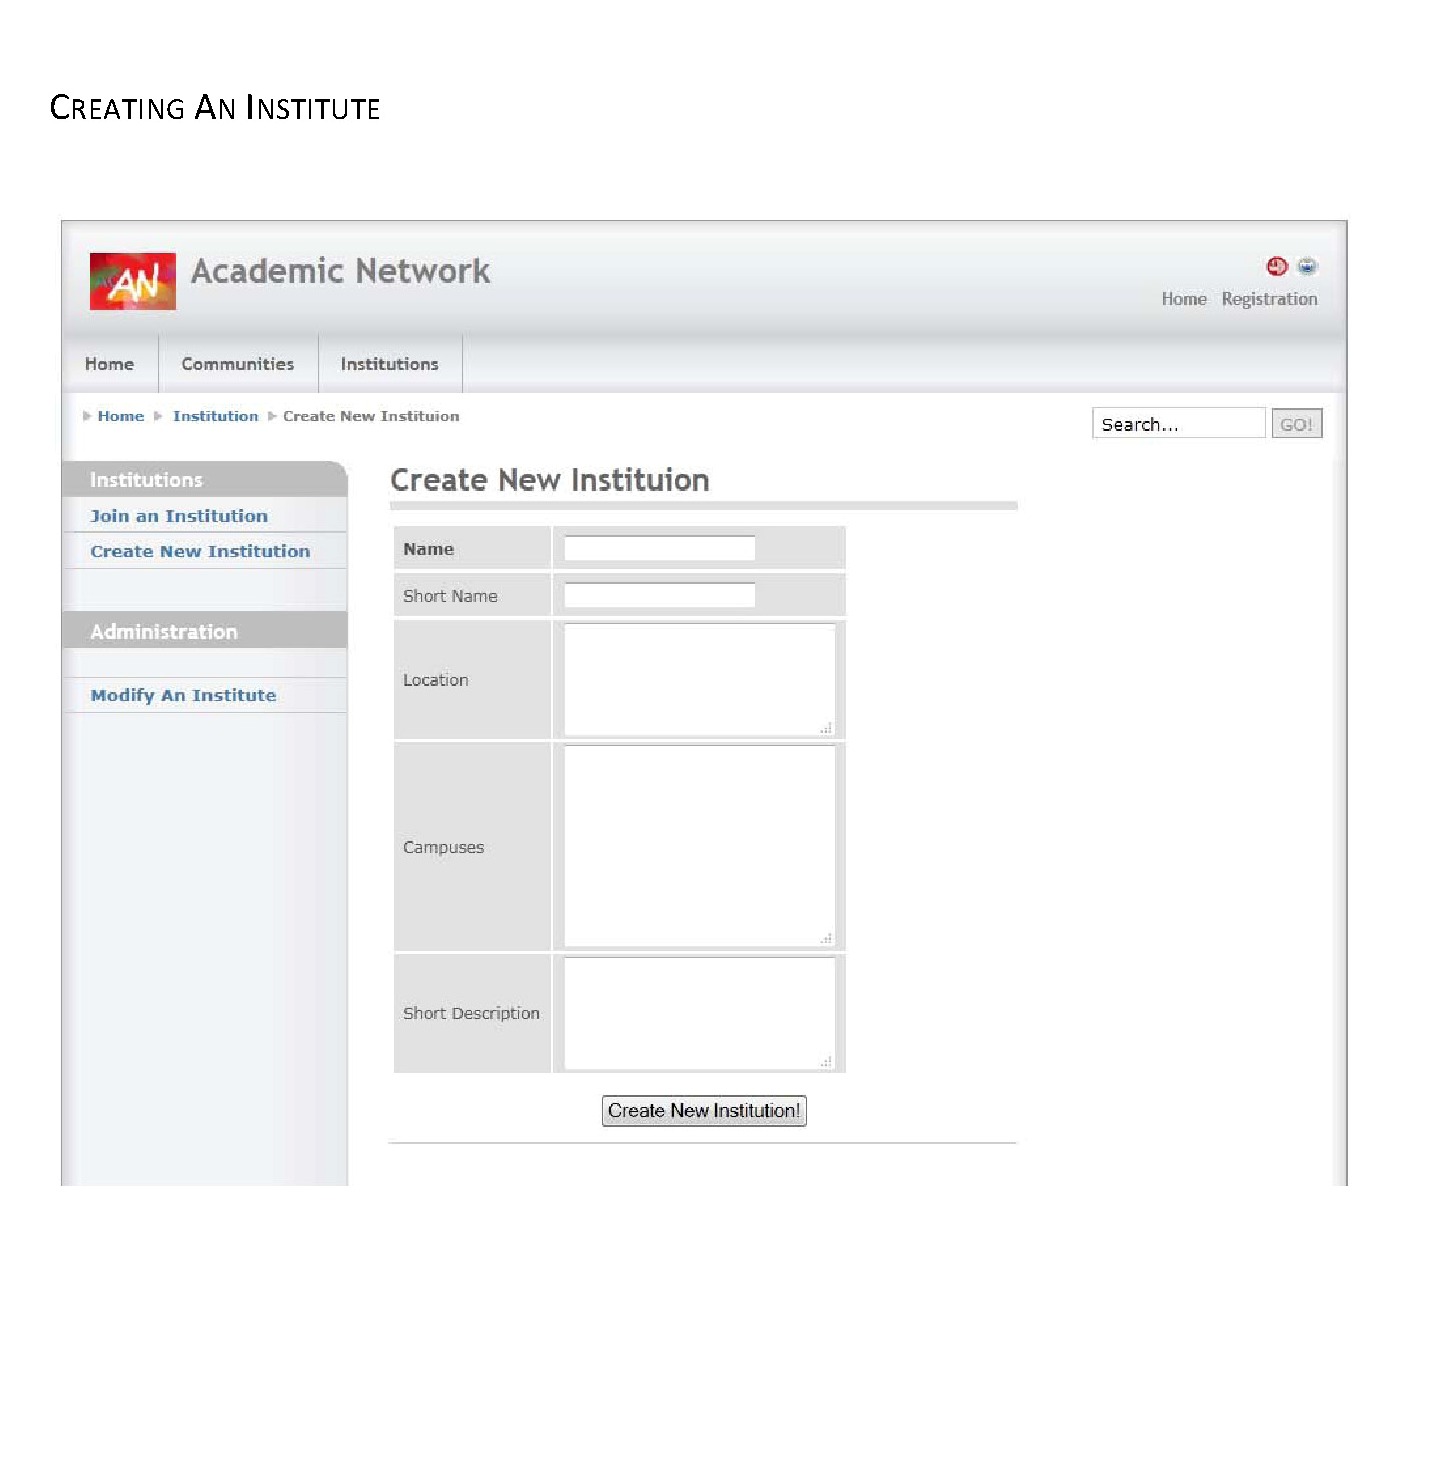 CREATING AN INSTITUTE
AN
Academic Network
Home Registration
Home Communities Institutions
Home Institution Create New Instituion
Search... GO!
Institutions
Join an Institution
Create New Institution
Administration
Modify An Institute
Create New Instituion
Name
Short Name
Location
Campuses
Short Description
Create New Institution!